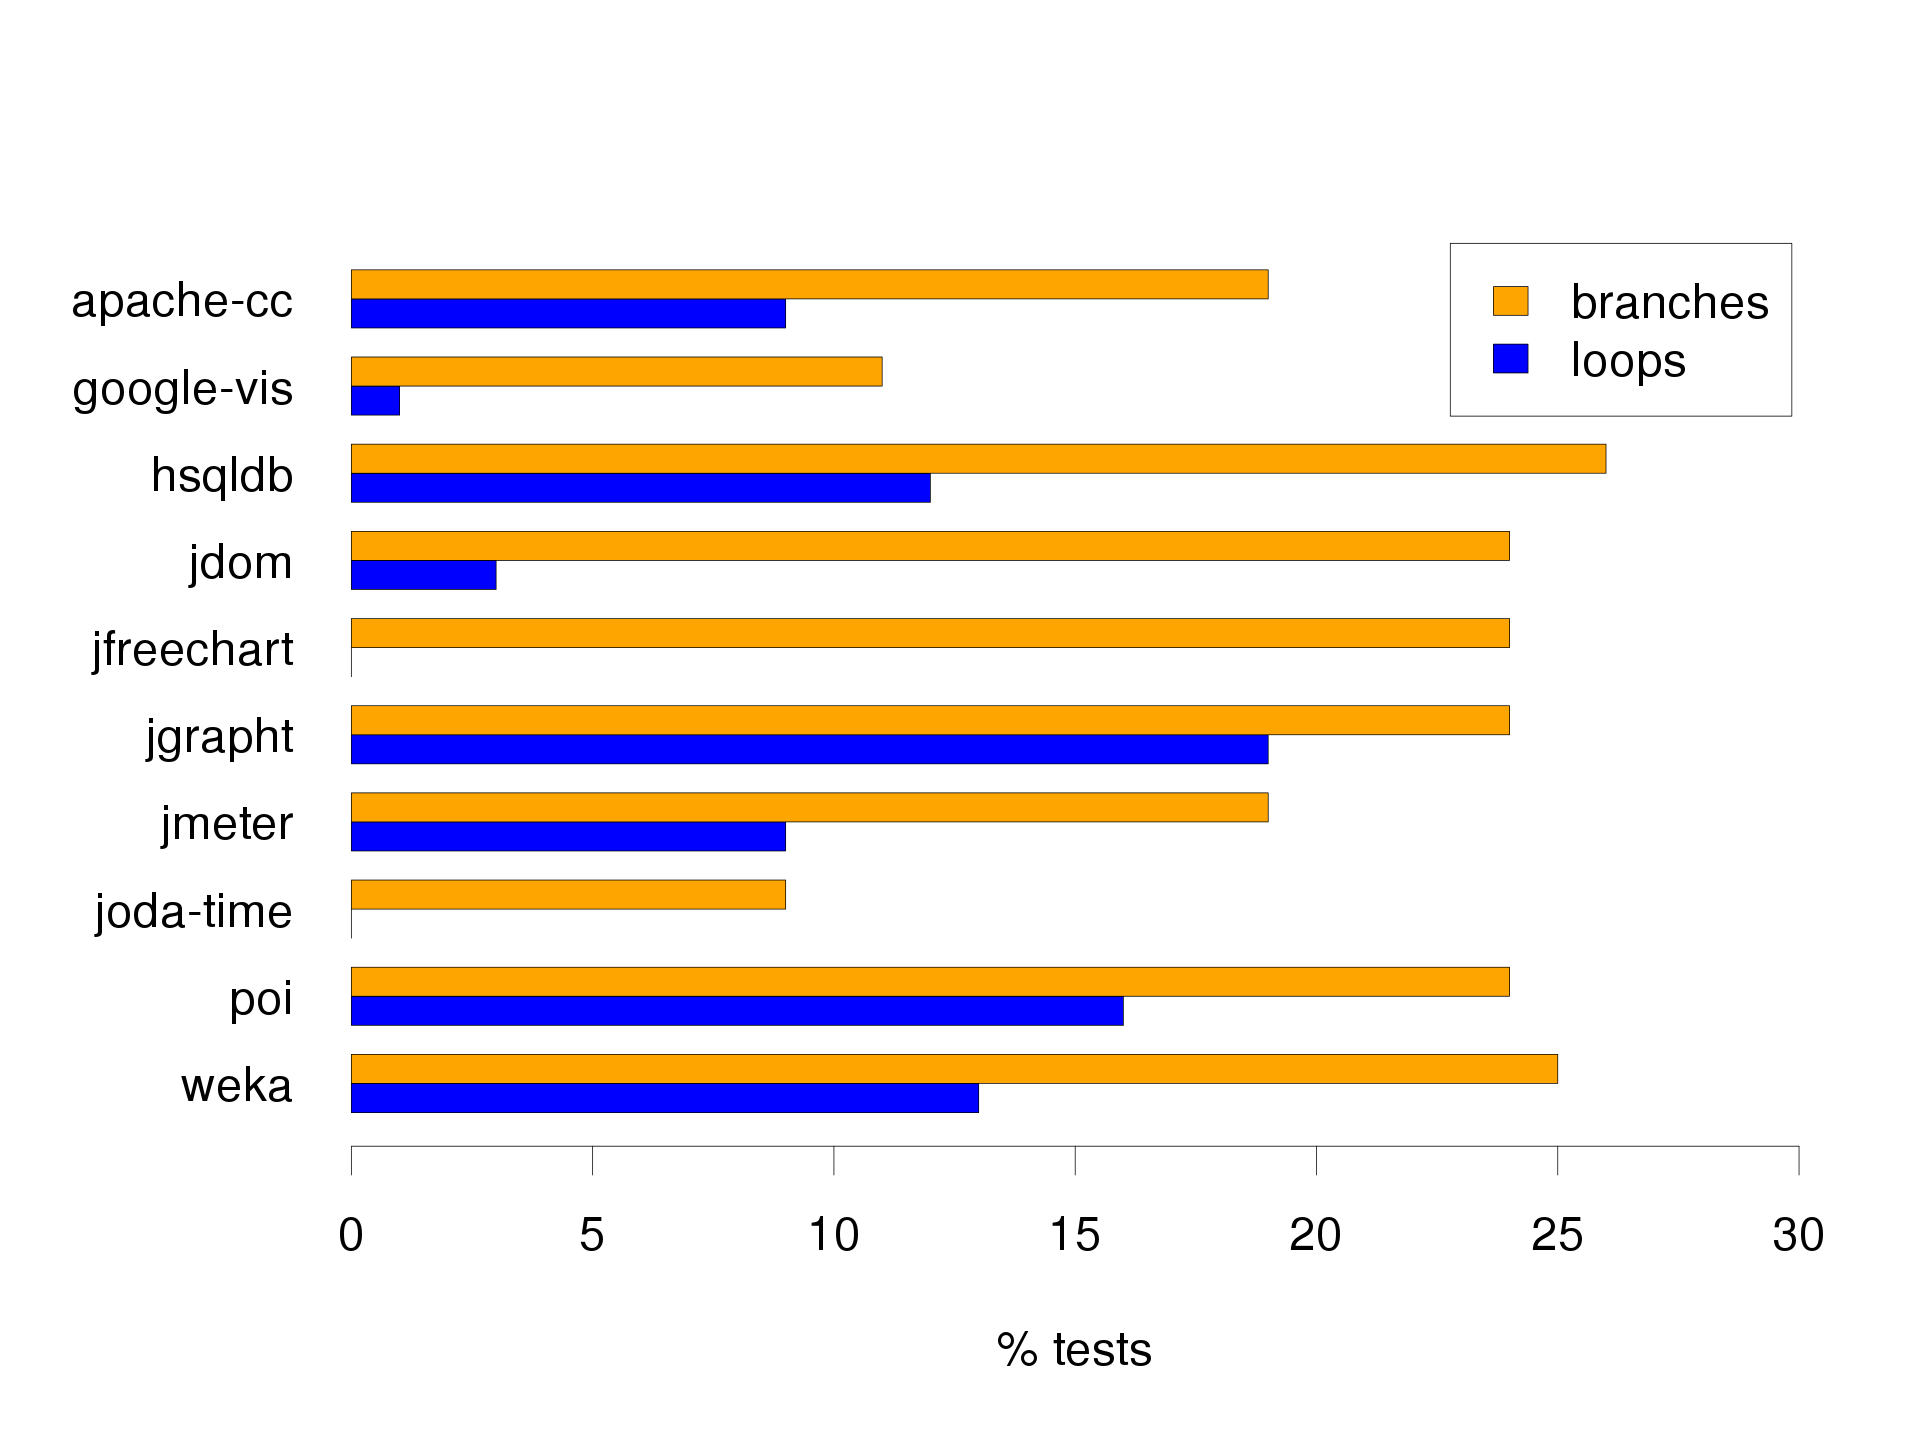 apache-cc
google-vis
hsqldb
jdom
jfreechart
jgrapht
jmeter
joda-time
poi
weka
branches
loops
0 5 10 15 20 25 30
% tests